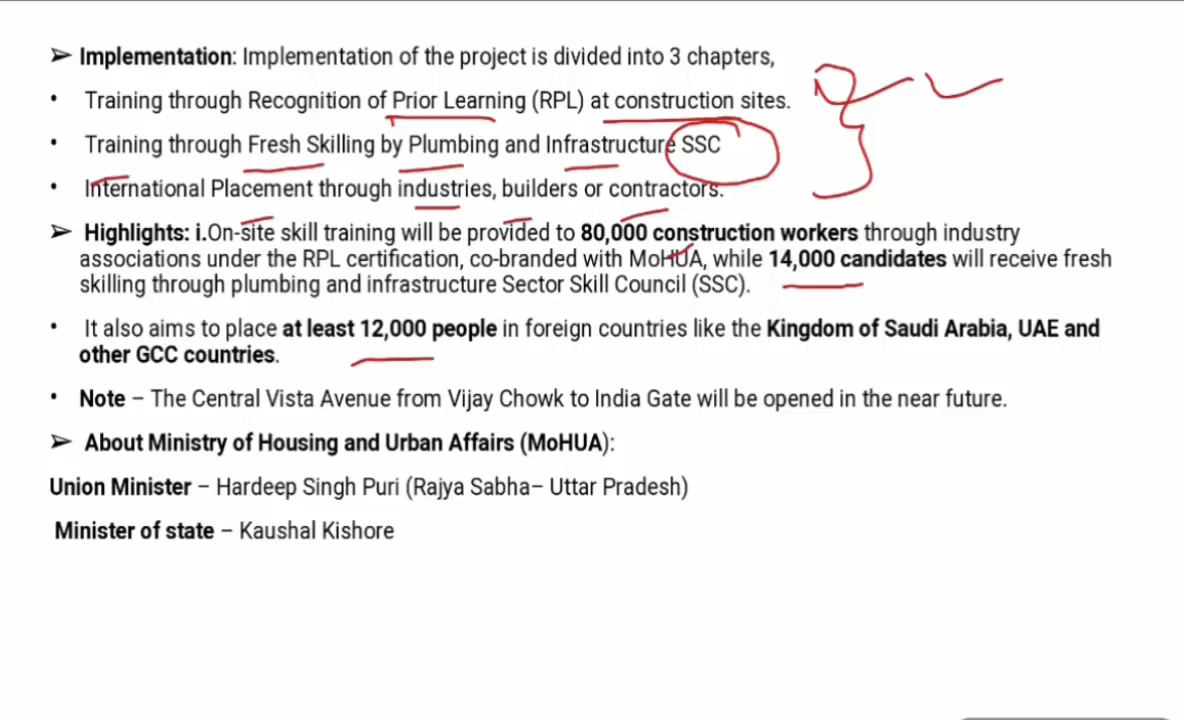 ➢ Implementation: Implementation of the project is divided into 3 chapters,
• Training through Recognition of Prior Learning (RPL) at construction sites.
• Training through Fresh Skilling by Plumbing and Infrastructure SSC
• International Placement through industries, builders or contractors.
➢ Highlights: i.On-site skill training will be provided to 80,000 construction workers through industry
associations under the RPL certification, co-branded with MoHUA, while 14,000 candidates will receive fresh
skilling through plumbing and infrastructure Sector Skill Council (SSC).
• It also aims to place at least 12,000 people in foreign countries like the Kingdom of Saudi Arabia, UAE and
other GCC countries.
• Note – The Central Vista Avenue from Vijay Chowk to India Gate will be opened in the near future.
➢ About Ministry of Housing and Urban Affairs (MoHUA):
Union Minister – Hardeep Singh Puri (Rajya Sabha– Uttar Pradesh)
Minister of state – Kaushal Kishore